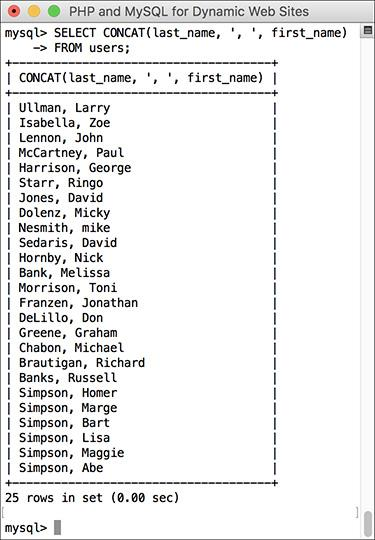 PHP and MySQL for Dynamic Web Sites
mysql> SELECT CONCAT(last_name, ', ', first_name)
    -> FROM users;
+-------------------------------------+
| CONCAT(last_name, ', ', first_name) |
+-------------------------------------+
| Ullman, Larry                       |
| Isabella, Zoe                       |
| Lennon, John                        |
| McCartney, Paul                     |
| Harrison, George                    |
| Starr, Ringo                        |
| Jones, David                        |
| Dolenz, Micky                       |
| Nesmith, mike                       |
| Sedaris, David                      |
| Hornby, Nick                        |
| Bank, Melissa                       |
| Morrison, Toni                      |
| Franzen, Jonathan                   |
| DeLillo, Don                        |
| Greene, Graham                      |
| Chabon, Michael                     |
| Brautigan, Richard                  |
| Banks, Russell                      |
| Simpson, Homer                      |
| Simpson, Marge                      |
| Simpson, Bart                       |
| Simpson, Lisa                       |
| Simpson, Maggie                     |
| Simpson, Abe                        |
+-------------------------------------+
25 rows in set (0.00 sec)
mysql>